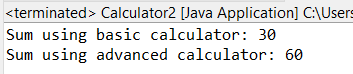 <terminated> Calculator2 [Java Application] C:\Users
Sum using basic calculator: 30
Sum using advanced calculator: 60